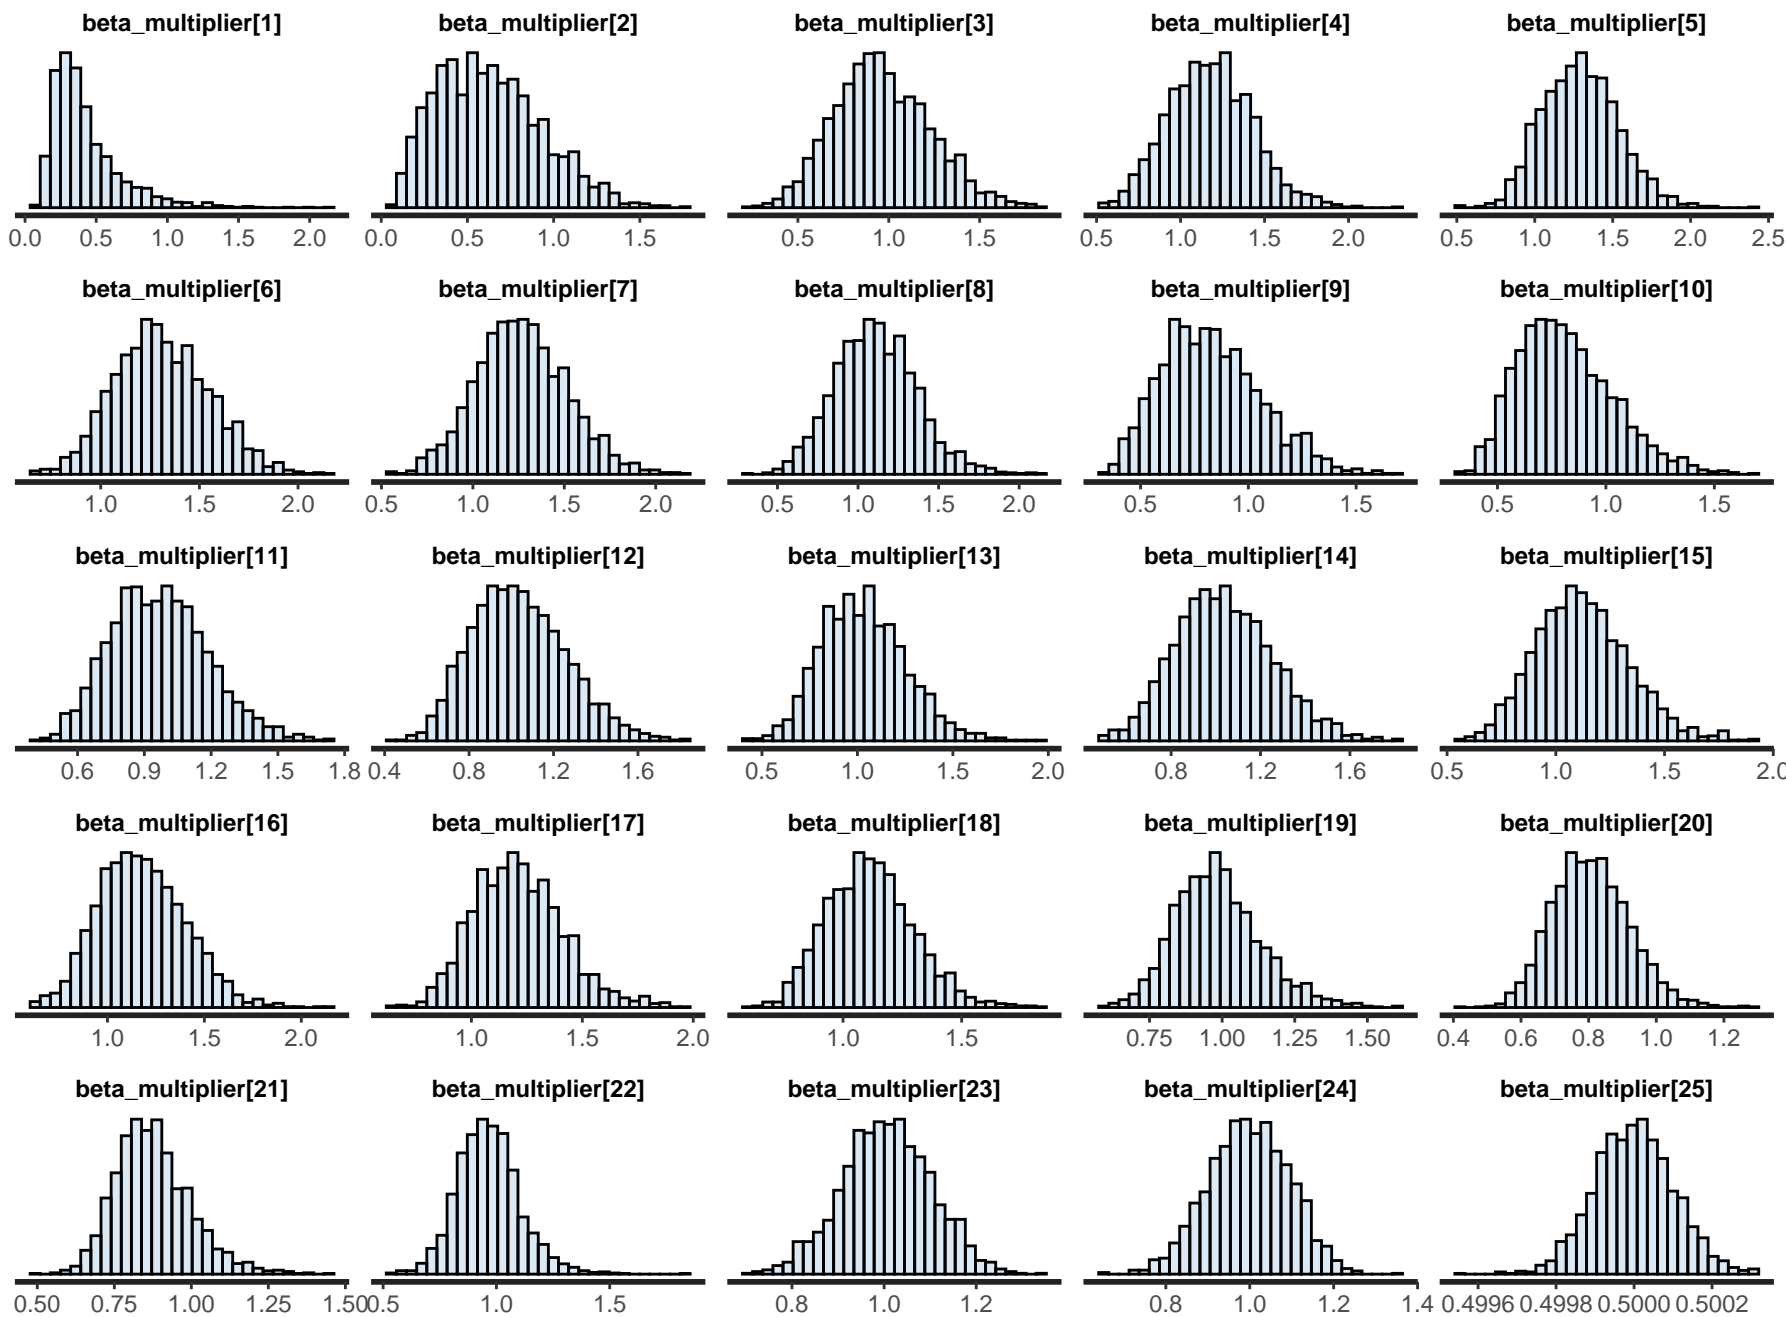 beta_multiplier[1] beta_multiplier[2] beta_multiplier[3] beta_multiplier[4] beta_multiplier[5]
0.0 0.5 1.0 1.5 2.0 0.0 0.5 1.0 1.5 0.5 1.0 1.5 0.5 1.0 1.5 2.0 0.5 1.0 1.5 2.0 2.5
beta_multiplier[6] beta_multiplier[7] beta_multiplier[8] beta_multiplier[9] beta_multiplier[10]
1.0 1.5 2.0 0.5 1.0 1.5 2.0 0.5 1.0 1.5 2.0 0.5 1.0 1.5 0.5 1.0 1.5
beta_multiplier[11] beta_multiplier[12] beta_multiplier[13] beta_multiplier[14] beta_multiplier[15]
0.6 0.9 1.2 1.5 1.8 0.4 0.8 1.2 1.6 0.5 1.0 1.5 2.0 0.8 1.2 1.6 0.5 1.0 1.5 2.0
beta_multiplier[16] beta_multiplier[17] beta_multiplier[18] beta_multiplier[19] beta_multiplier[20]
1.0 1.5 2.0 1.0 1.5 2.0 1.0 1.5 0.75 1.00 1.25 1.50 0.4 0.6 0.8 1.0 1.2
beta_multiplier[21] beta_multiplier[22] beta_multiplier[23] beta_multiplier[24] beta_multiplier[25]
0.50 0.75 1.00 1.25 1.50 0.5 1.0 1.5 0.8 1.0 1.2 0.8 1.0 1.2 1.4 0.4996 0.4998 0.5000 0.5002